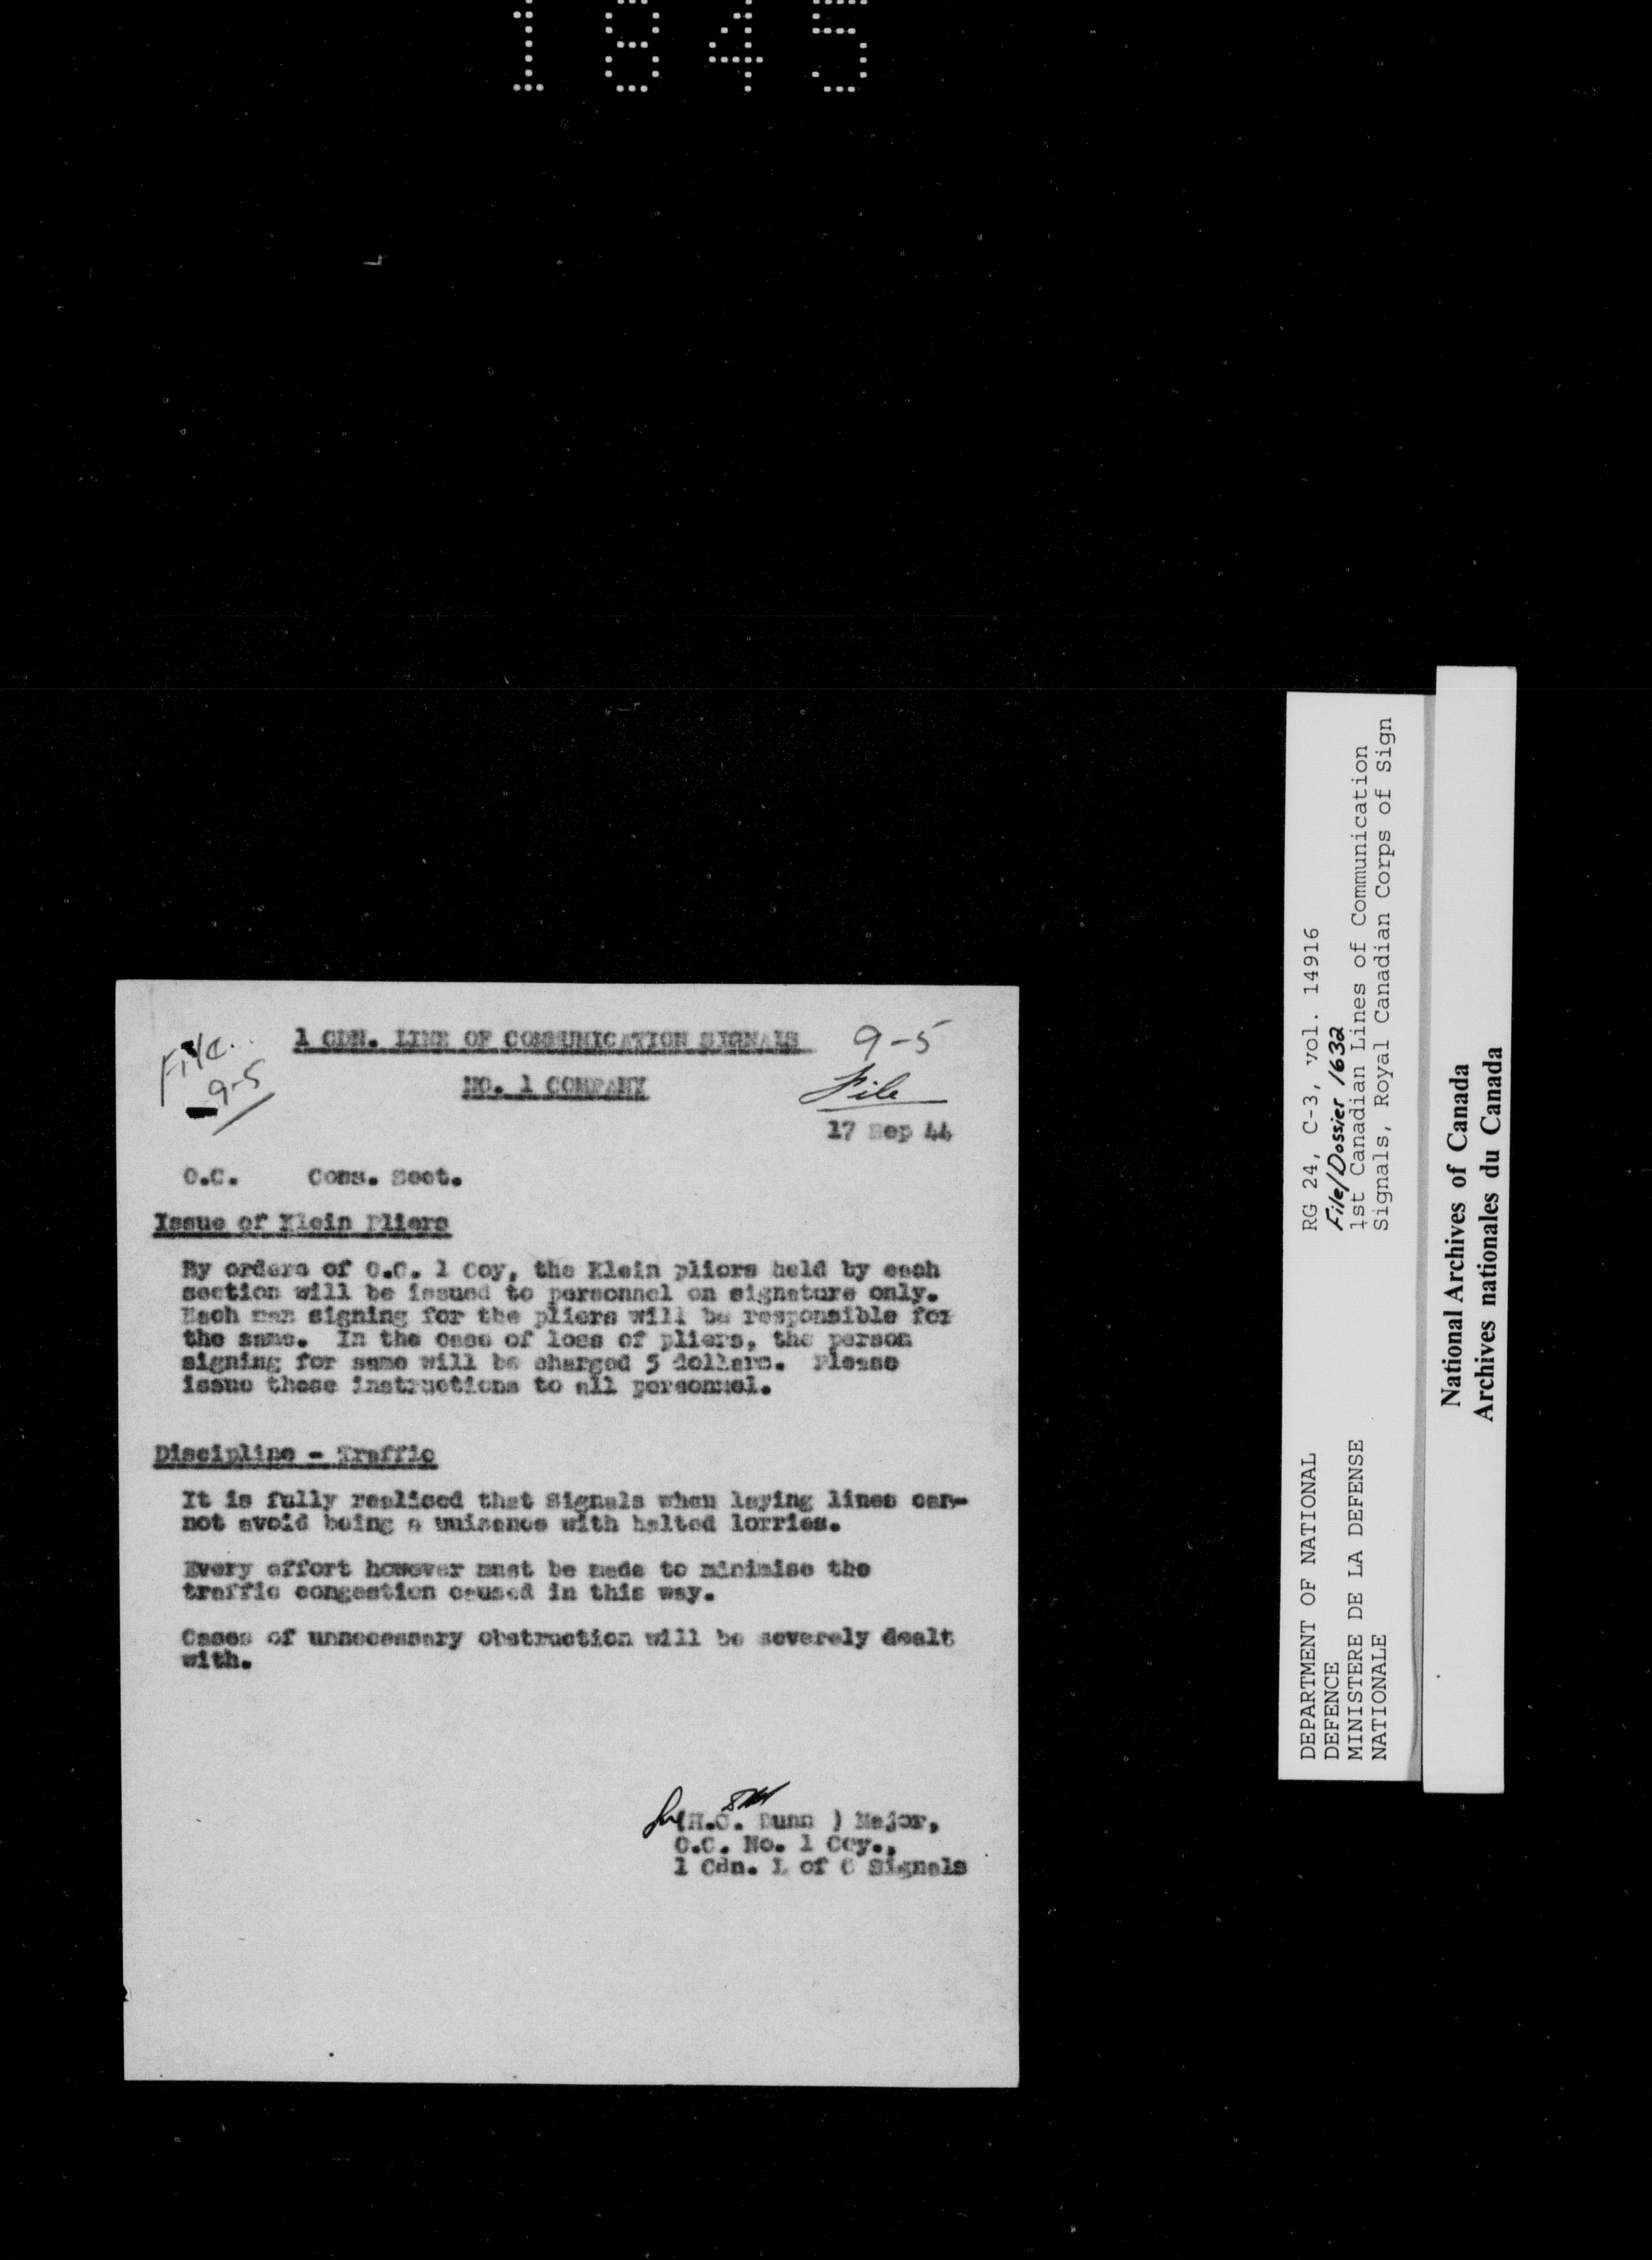 1845
File..
9-5
1 CDN. LINE OF COMMUNICATION SIGNALS
9-5
File
NO. 1 COMPANY
17 Sep 44
O.C. Cons. Sect.
Issue of Klein Pliers
By orders of O.C. 1 Coy, the Klein pliers held by each
section will be issued to personnel on signature only.
Each man signing for the pliers will be responsible for
the same. In the case of loss of pliers, the person
signing for same will be charged 5 dollars. Please
issue these instructions to all personnel.
Discipline - Traffic
It is fully realised that Signals when laying lines can-
not avoid being a nuisance with halted lorries.
Every effort however must be made to minimise the
traffic congestion caused in this way.
Cases of unnecessary obstruction will be severely dealt
with.
(H.C. Dunn ) Major,
O.C. No. 1 Coy.,
1 Cdn. L of C Signals
DEPARTMENT OF NATIONAL
DEFENCE
MINISTERE DE LA DEFENSE
NATIONALE
RG 24, C-3, vol. 14916
File/Dossier 1632
1st Canadian Lines of Communication
Signals, Royal Canadian Corps of Sign
National Archives of Canada
Archives nationales du Canada